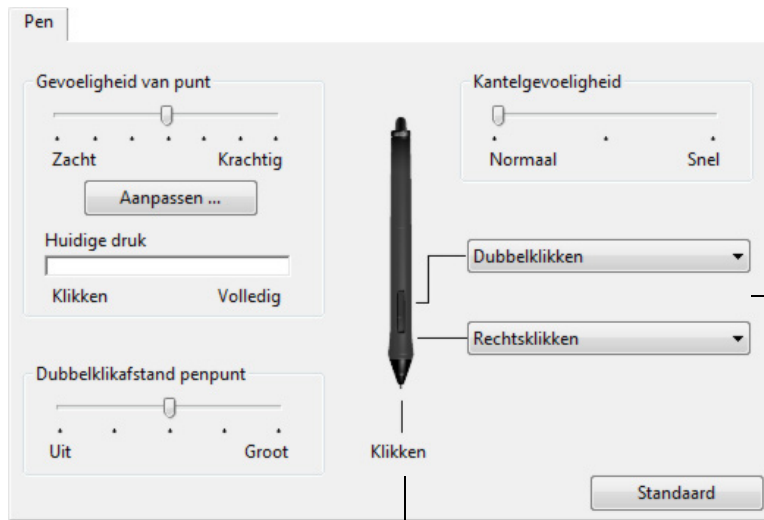 Pen
Gevoeligheid van punt
Zacht Krachtig
Aanpassen ...
Huidige druk
Klikken Volledig
Dubbelklikafstand penpunt
Uit Groot
Klikken
Kantelgevoeligheid
Normaal Snel
Dubbelklikken
Rechtsklikken
Standaard